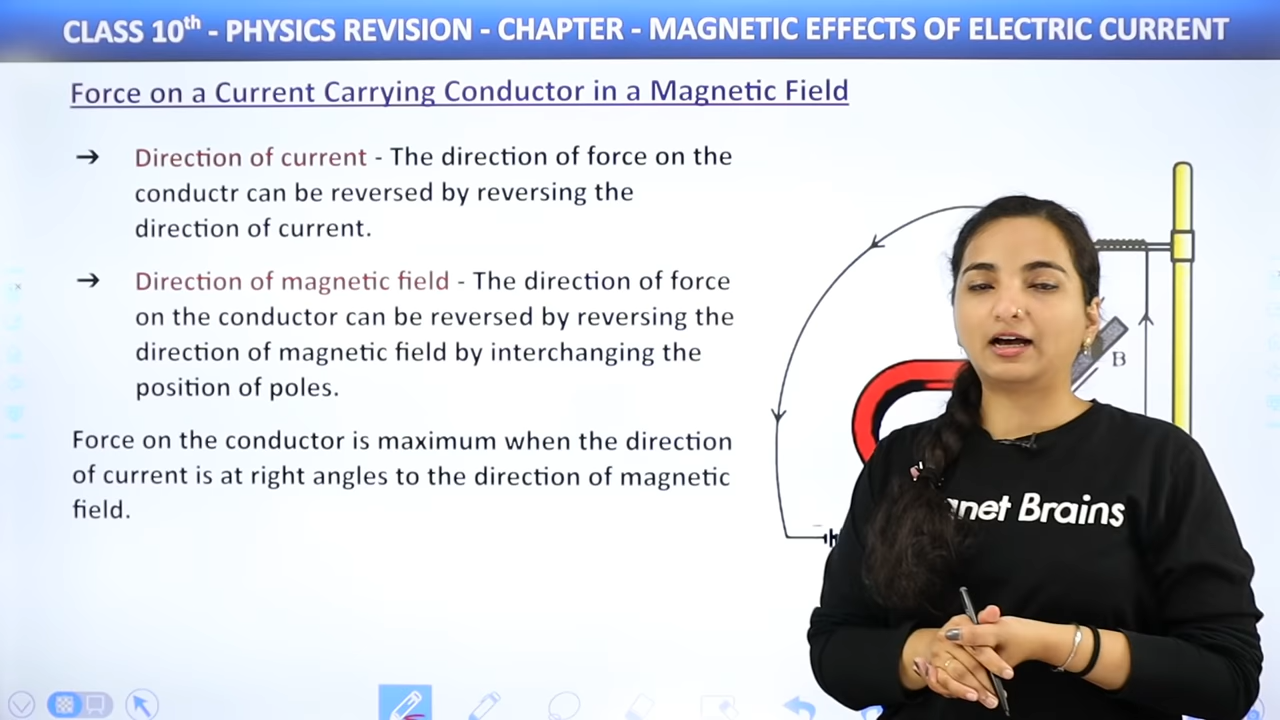 CLASS 10th - PHYSICS REVISION - CHAPTER - MAGNETIC EFFECTS OF ELECTRIC CURRENT
Force on a Current Carrying Conductor in a Magnetic Field
→ Direction of current - The direction of force on the
conductr can be reversed by reversing the
direction of current.
→ Direction of magnetic field - The direction of force
on the conductor can be reversed by reversing the
direction of magnetic field by interchanging the
position of poles.
Force on the conductor is maximum when the direction
of current is at right angles to the direction of magnetic
field.
B
Brains